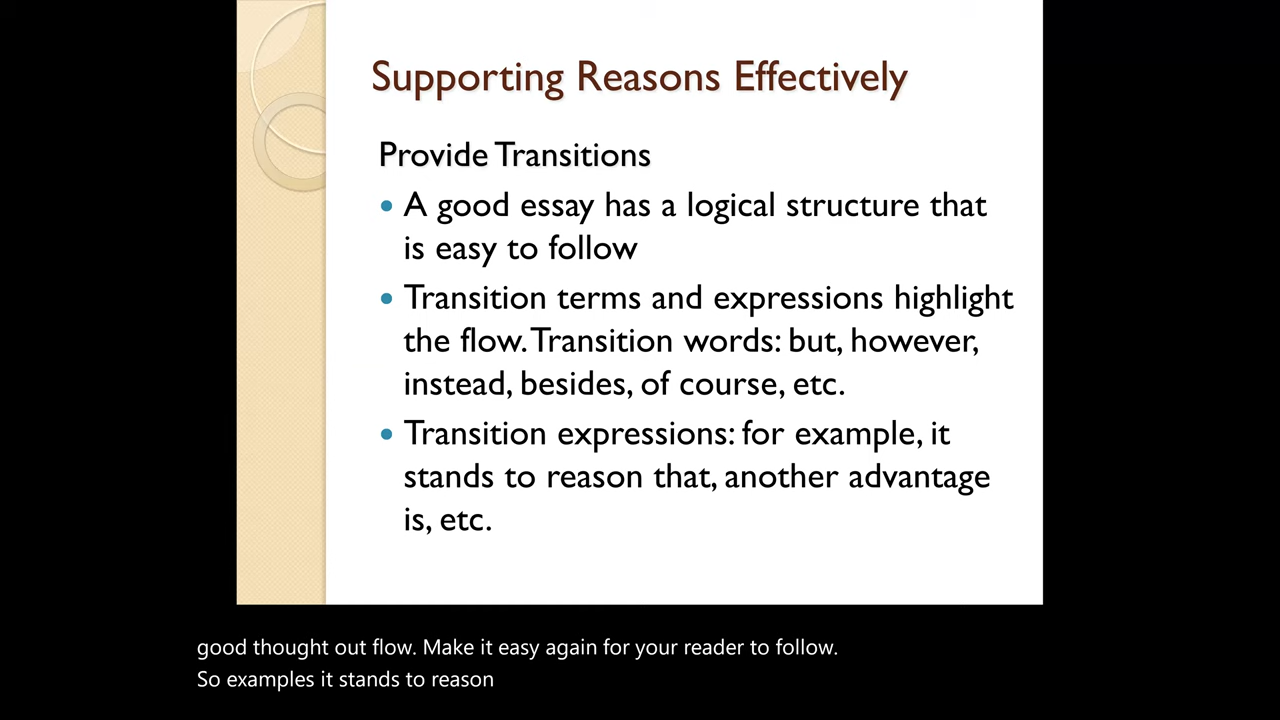 Supporting Reasons Effectively
Provide Transitions
• A good essay has a logical structure that
is easy to follow
• Transition terms and expressions highlight
the flow. Transition words: but, however,
instead, besides, of course, etc.
• Transition expressions: for example, it
stands to reason that, another advantage
is, etc.
good thought out flow. Make it easy again for your reader to follow.
So examples it stands to reason